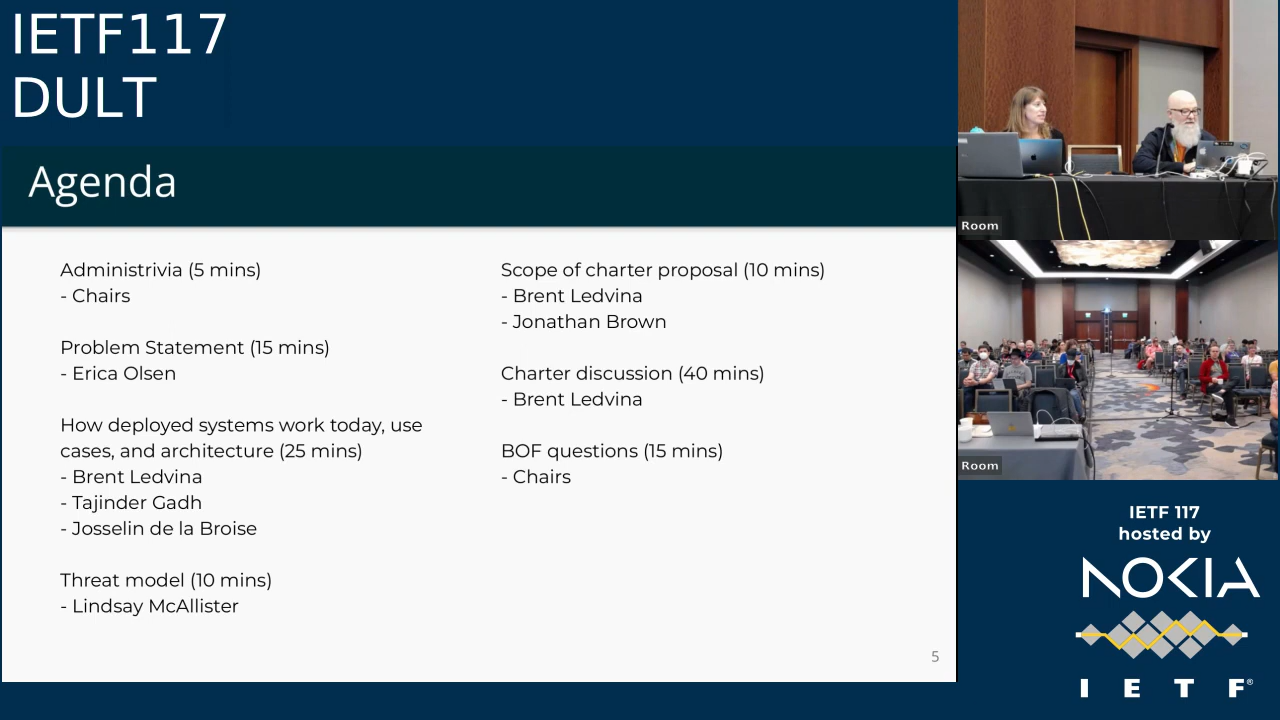 IETF117
DULT
Agenda
Administrivia (5 mins)
- Chairs
Problem Statement (15 mins)
- Erica Olsen
How deployed systems work today, use
cases, and architecture (25 mins)
- Brent Ledvina
- Tajinder Gadh
- Josselin de la Broise
Threat model (10 mins)
- Lindsay McAllister
Scope of charter proposal (10 mins)
- Brent Ledvina
- Jonathan Brown
Charter discussion (40 mins)
- Brent Ledvina
BOF questions (15 mins)
- Chairs
5
Room
Room
IETF 117
hosted by
NOKIA
I E T F®